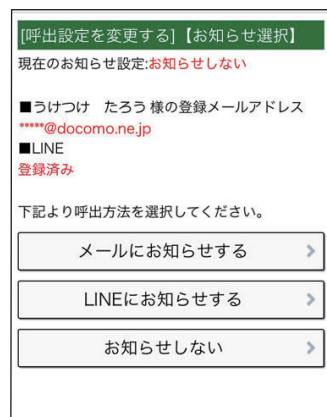 [呼出設定を変更する]【お知らせ選択】
現在のお知らせ設定:お知らせしない
■うけつけ　たろう 様の登録メールアドレス
*****@docomo.ne.jp
■LINE
登録済み
下記より呼出方法を選択してください。
メールにお知らせする
LINEにお知らせする
お知らせしない